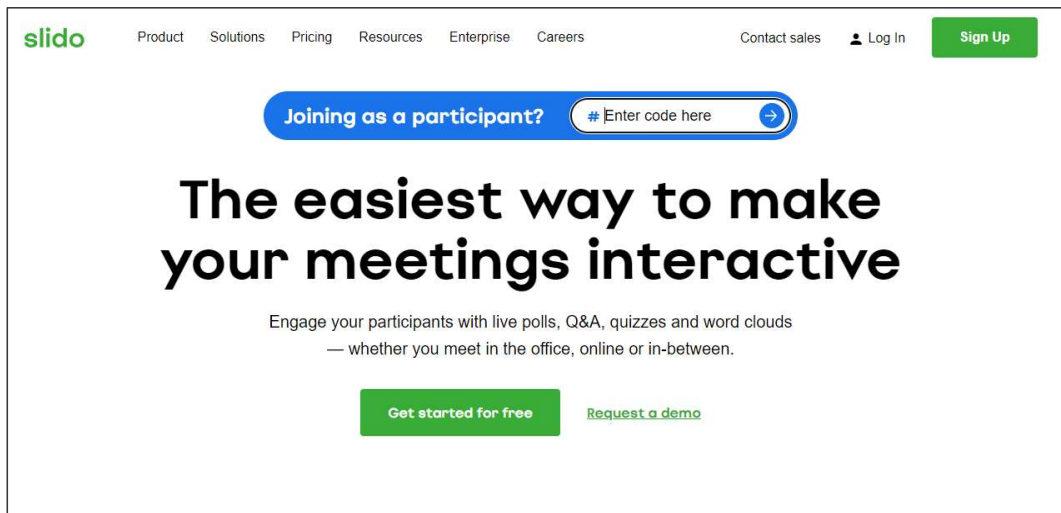 slido Product Solutions Pricing Resources Enterprise Careers Contact sales Log In Sign Up
Joining as a participant? # Enter code here
The easiest way to make
your meetings interactive
Engage your participants with live polls, Q&A, quizzes and word clouds
— whether you meet in the office, online or in-between.
Get started for free Request a demo